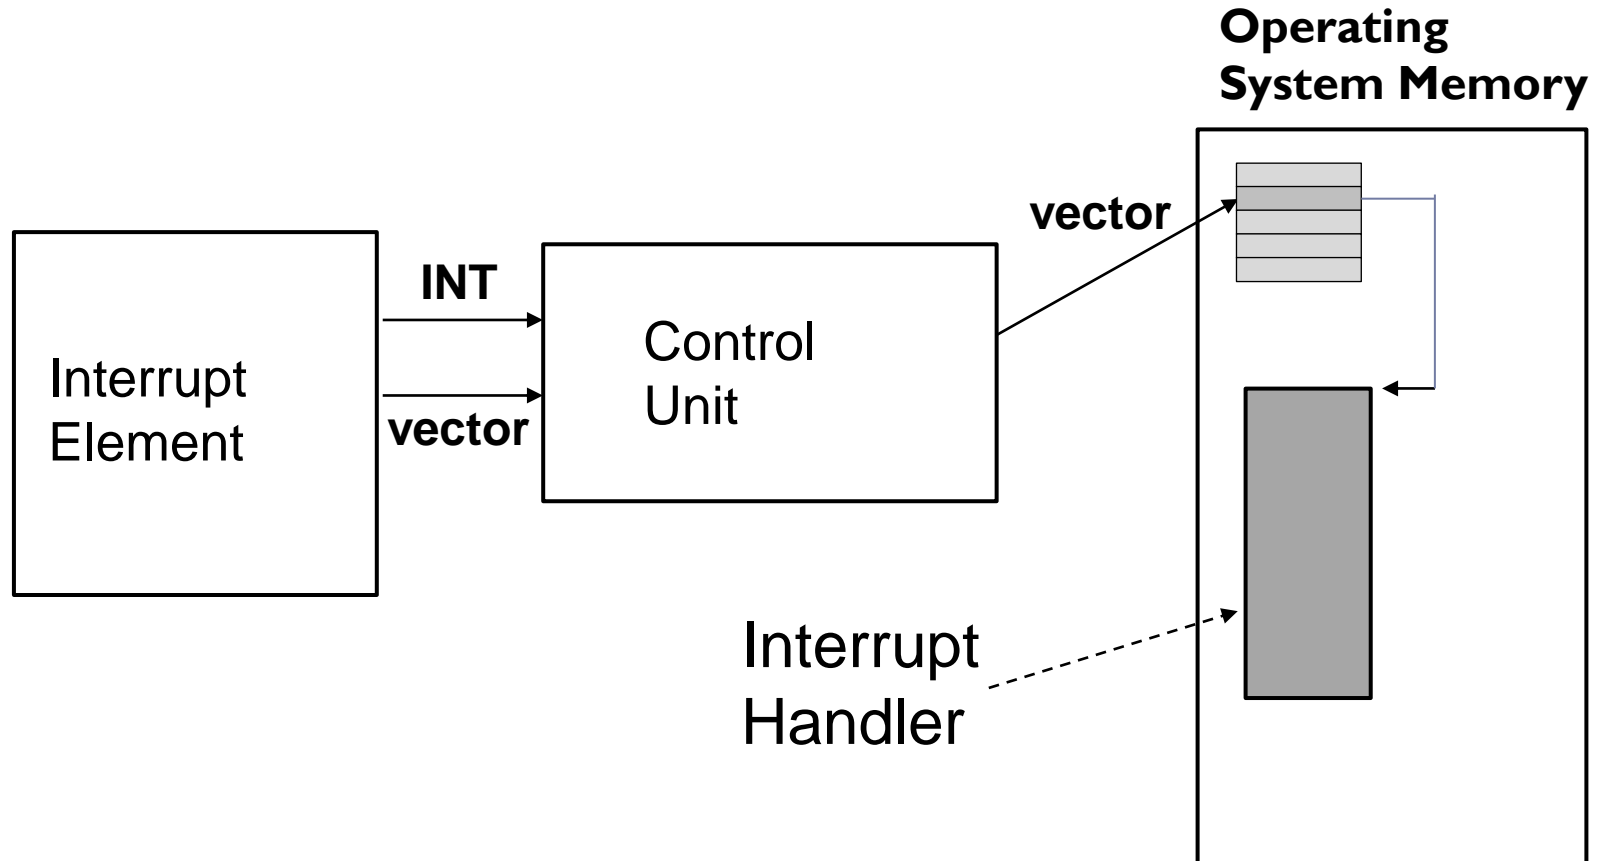 Operating
System Memory
vector
INT
vector
Interrupt
Element
Control
Unit
Interrupt
Handler